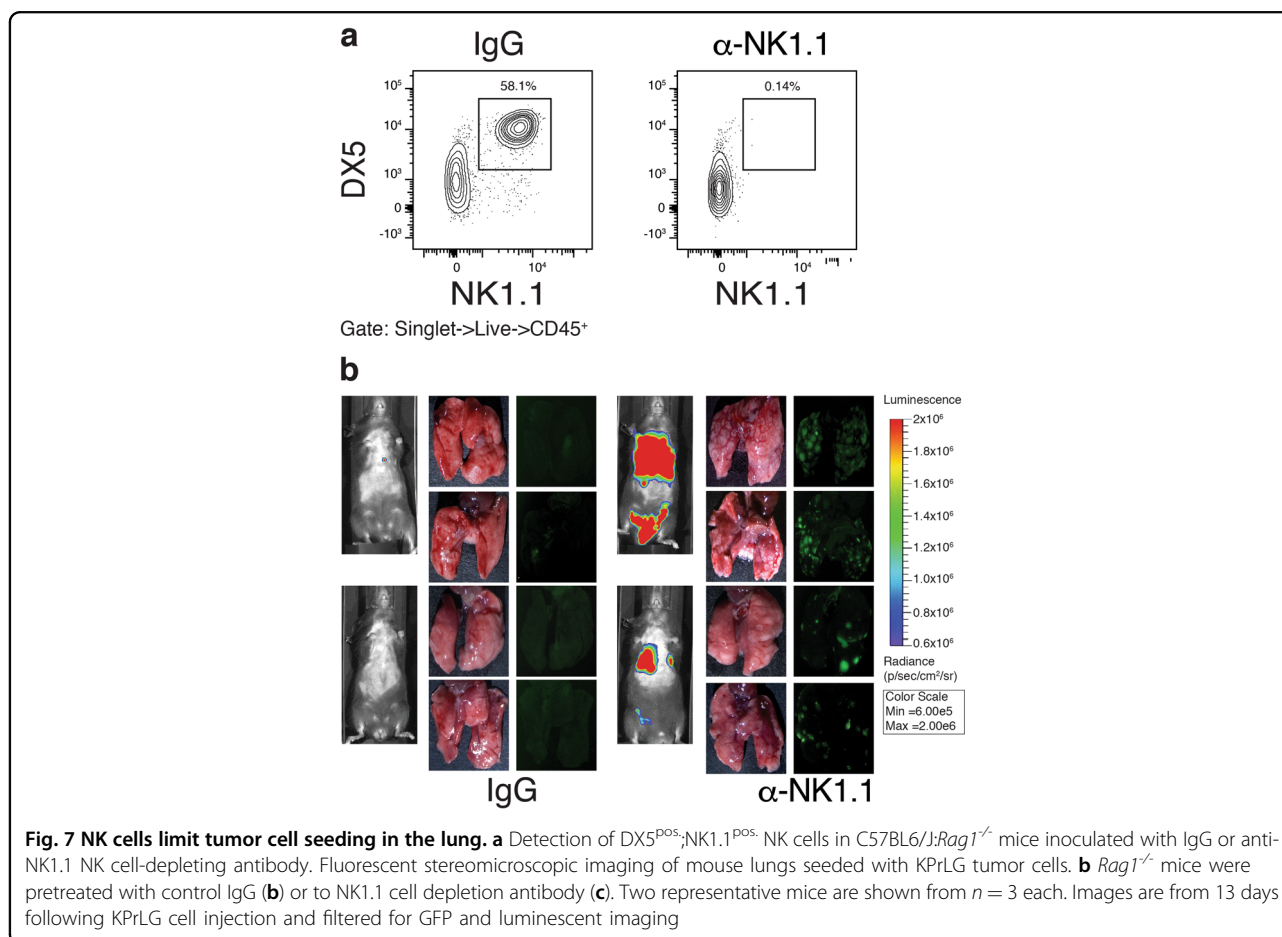 a
IgG
α-NK1.1
58.1%
0.14%
10⁵
10⁴
10³
0
-10³
10⁵
10⁴
10³
0
-10³
DX5
0
10⁴
0
10⁴
NK1.1
NK1.1
Gate: Singlet->Live->CD45⁺
b
Luminescence
2x10⁶
1.8x10⁶
1.6x10⁶
1.4x10⁶
1.2x10⁶
1.0x10⁶
0.8x10⁶
0.6x10⁶
Radiance
(p/sec/cm²/sr)
Color Scale
Min =6.00e5
Max =2.00e6
IgG
α-NK1.1
Fig. 7 NK cells limit tumor cell seeding in the lung. a Detection of DX5ᵖᵒˢ·;NK1.1ᵖᵒˢ· NK cells in C57BL6/J:Rag1⁻/⁻ mice inoculated with IgG or anti-
NK1.1 NK cell-depleting antibody. Fluorescent stereomicroscopic imaging of mouse lungs seeded with KPrLG tumor cells. b Rag1⁻/⁻ mice were
pretreated with control IgG (b) or to NK1.1 cell depletion antibody (c). Two representative mice are shown from n = 3 each. Images are from 13 days
following KPrLG cell injection and filtered for GFP and luminescent imaging